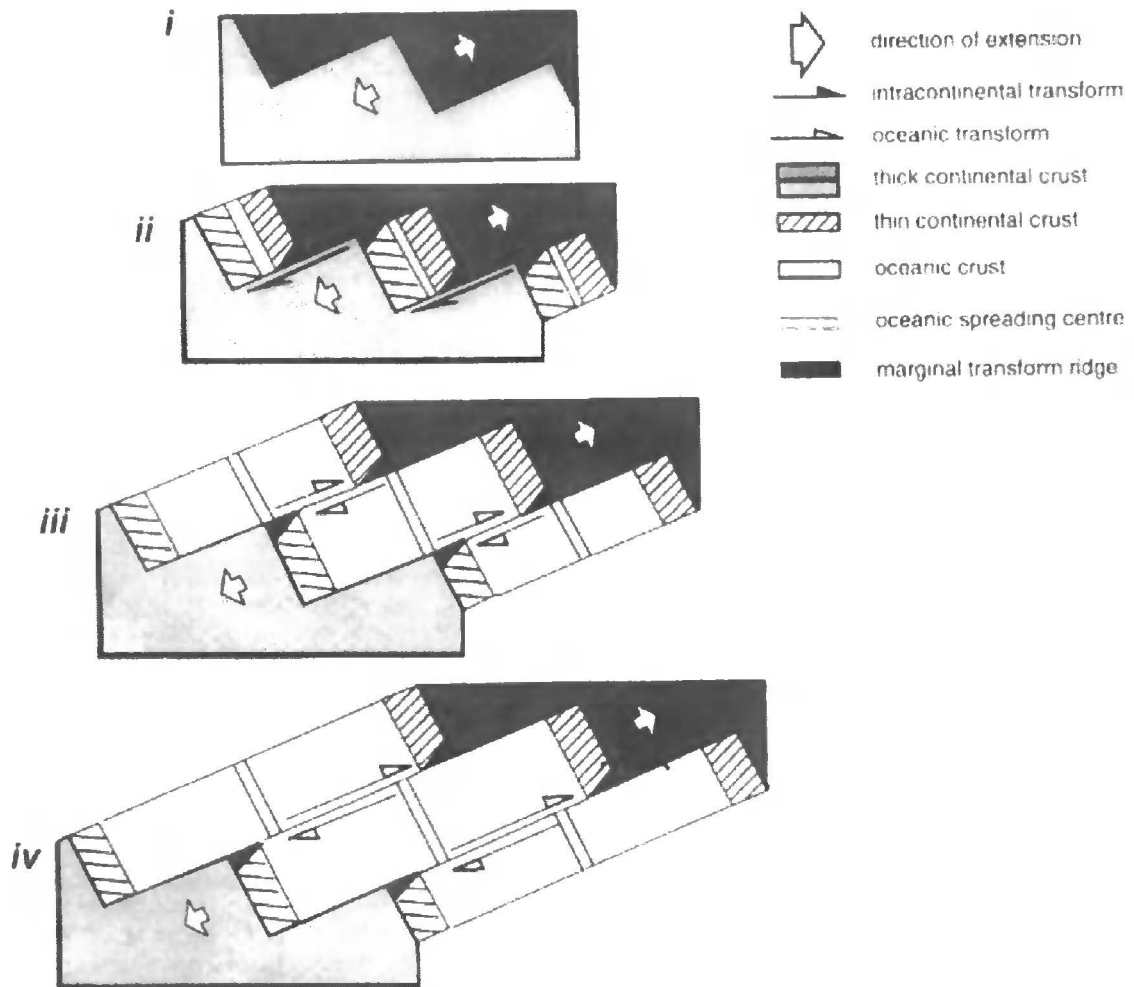 i
direction of extension
intracontinental transform
oceanic transform
thick continental crust
ii
thin continental crust
oceanic crust
oceanic spreading centre
marginal transform ridge
iii
iv